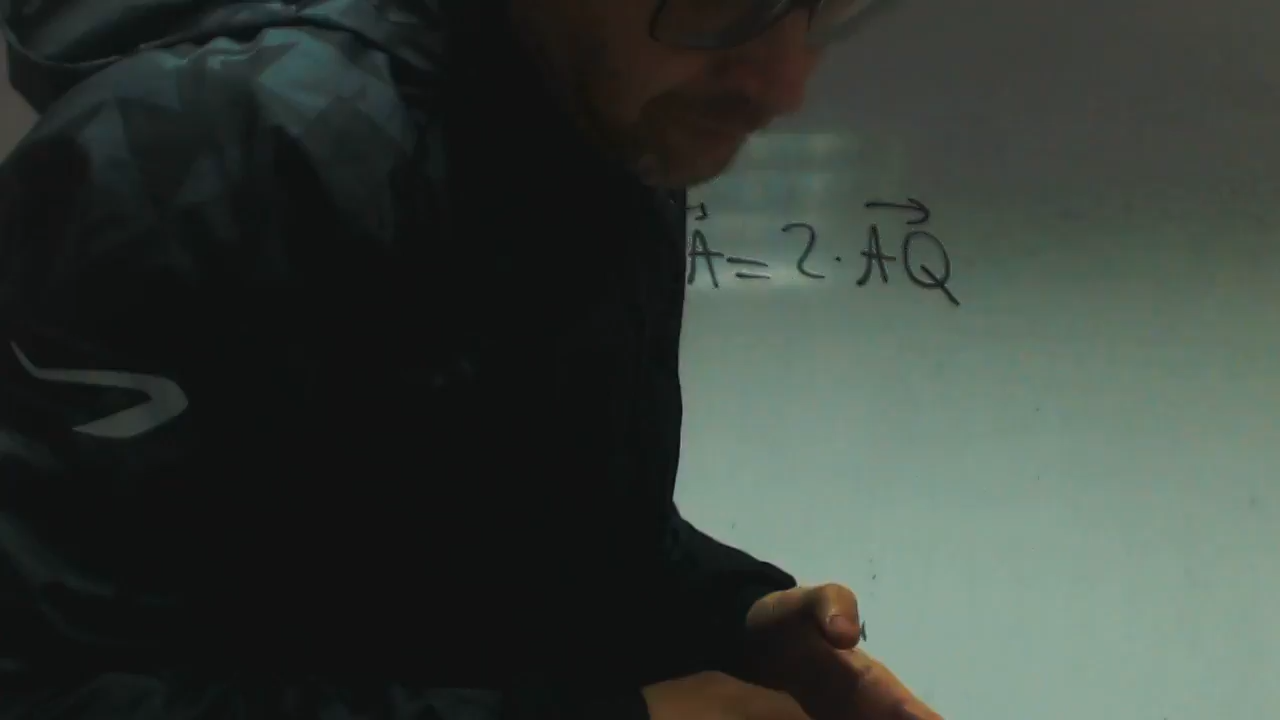 A⃗ = 2 · AQ⃗